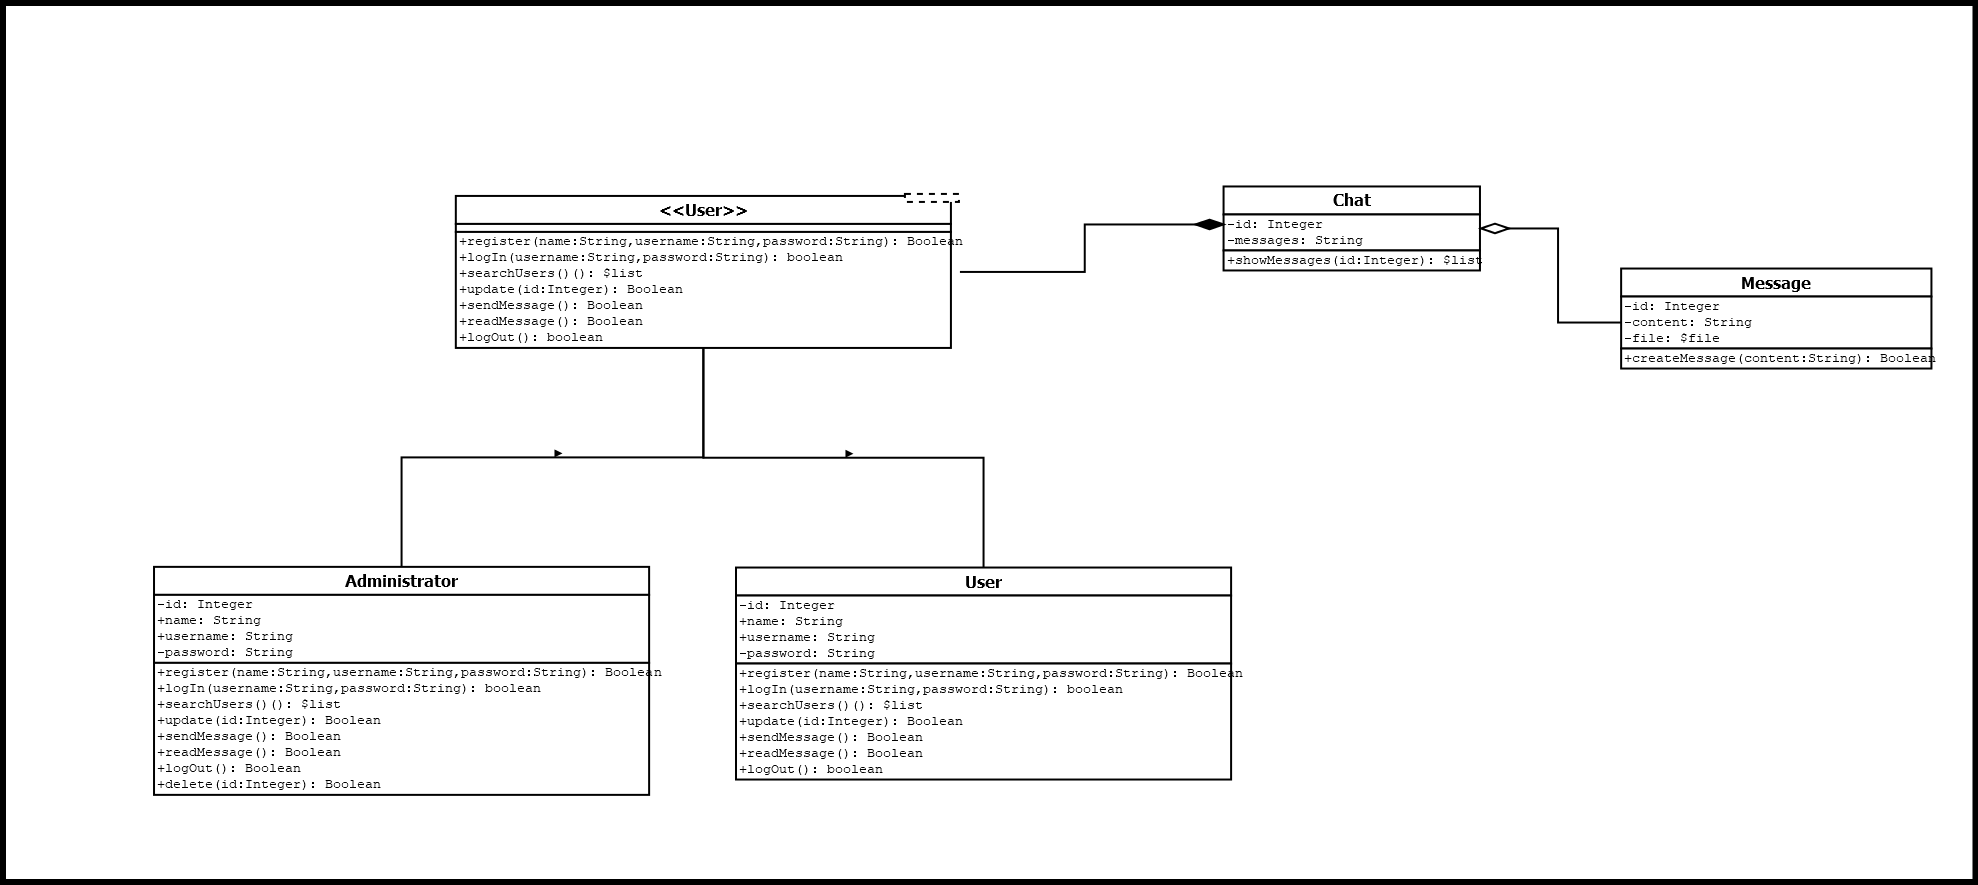 <<User>>
+register(name:String,username:String,password:String): Boolean
+logIn(username:String,password:String): boolean
+searchUsers()(): $list
+update(id:Integer): Boolean
+sendMessage(): Boolean
+readMessage(): Boolean
+logOut(): boolean
Chat
-id: Integer
-messages: String
+showMessages(id:Integer): $list
Message
-id: Integer
-content: String
-file: $file
+createMessage(content:String): Boolean
Administrator
-id: Integer
+name: String
+username: String
-password: String
+register(name:String,username:String,password:String): Boolean
+logIn(username:String,password:String): boolean
+searchUsers()(): $list
+update(id:Integer): Boolean
+sendMessage(): Boolean
+readMessage(): Boolean
+logOut(): Boolean
+delete(id:Integer): Boolean
User
-id: Integer
+name: String
+username: String
-password: String
+register(name:String,username:String,password:String): Boolean
+logIn(username:String,password:String): boolean
+searchUsers()(): $list
+update(id:Integer): Boolean
+sendMessage(): Boolean
+readMessage(): Boolean
+logOut(): boolean